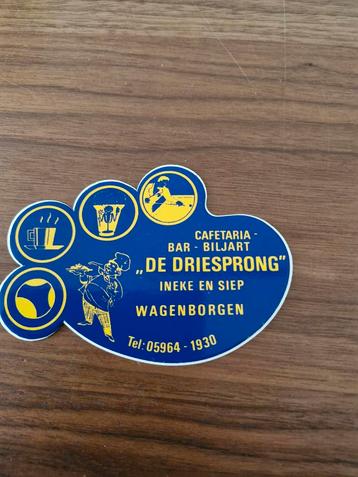 CAFETARIA -
BAR - BILJART
„DE DRIESPRONG"
INEKE EN SIEP
WAGENBORGEN
Tel: 05964 - 1930